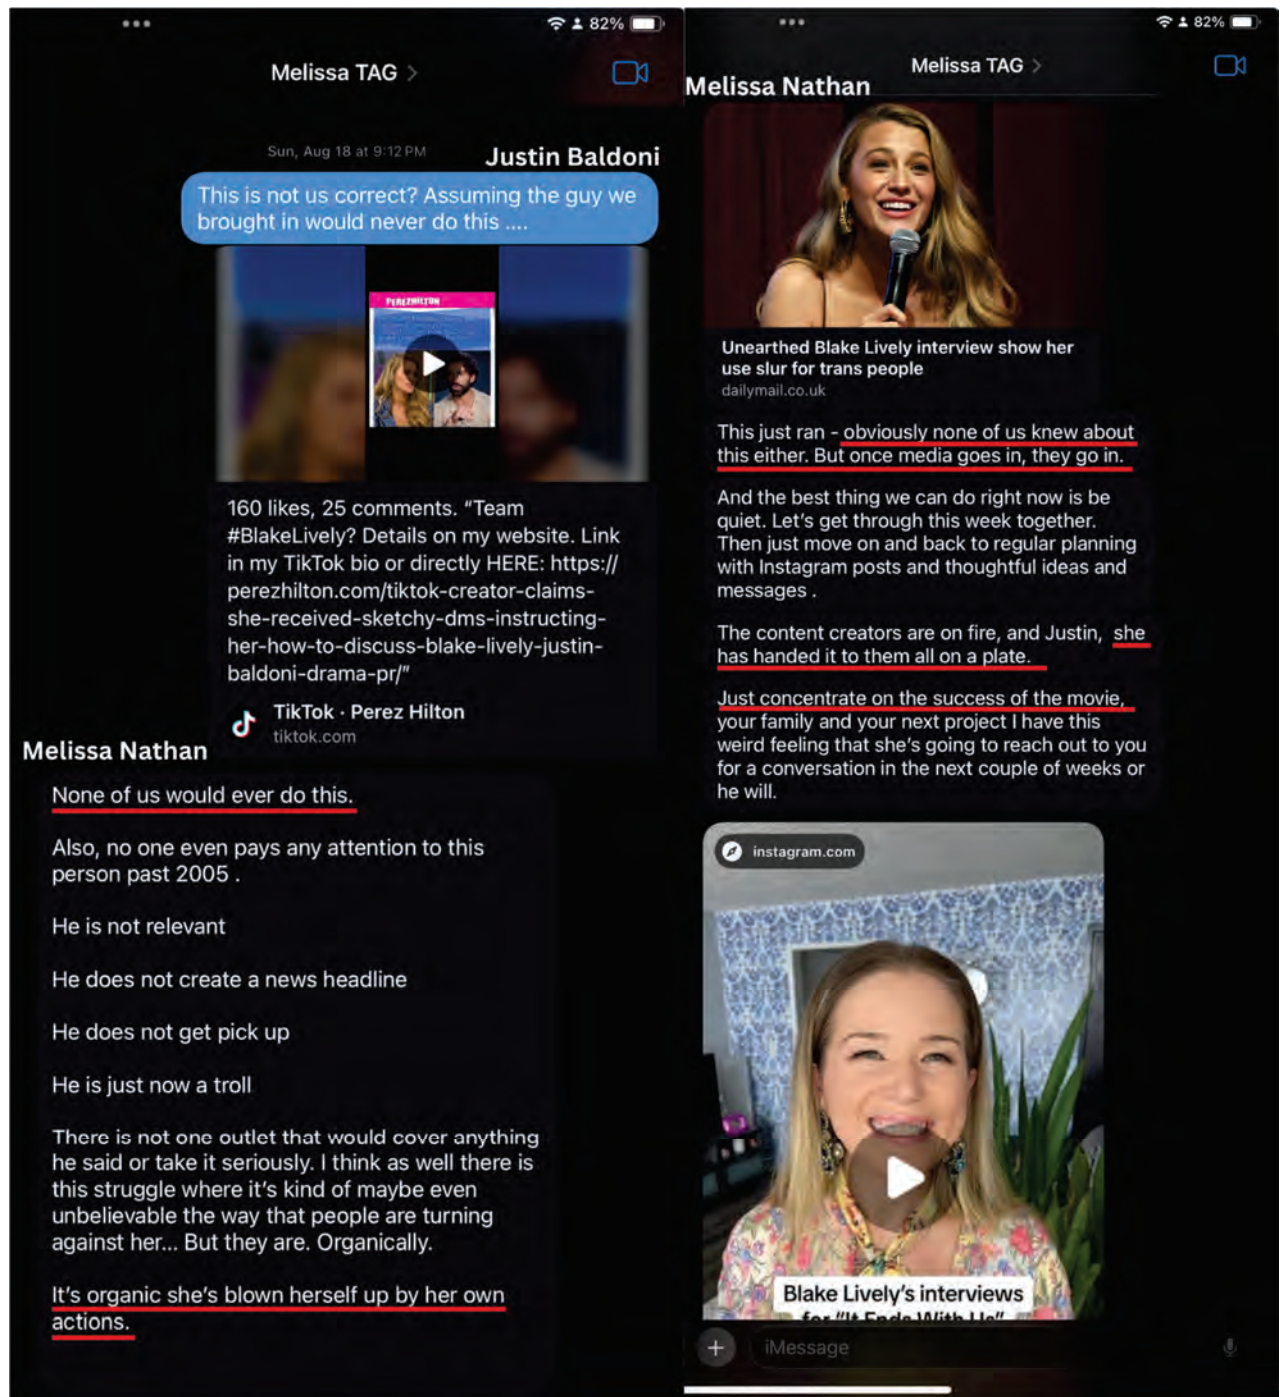 82%
Melissa TAG >
Sun, Aug 18 at 9:12 PM
Justin Baldoni
This is not us correct? Assuming the guy we
brought in would never do this ....
PEREZHILTON
160 likes, 25 comments. “Team
#BlakeLively? Details on my website. Link
in my TikTok bio or directly HERE: https://
perezhilton.com/tiktok-creator-claims-
she-received-sketchy-dms-instructing-
her-how-to-discuss-blake-lively-justin-
baldoni-drama-pr/”
TikTok · Perez Hilton
tiktok.com
Melissa Nathan
None of us would ever do this.
Also, no one even pays any attention to this
person past 2005 .
He is not relevant
He does not create a news headline
He does not get pick up
He is just now a troll
There is not one outlet that would cover anything
he said or take it seriously. I think as well there is
this struggle where it’s kind of maybe even
unbelievable the way that people are turning
against her... But they are. Organically.
It’s organic she’s blown herself up by her own
actions.
82%
Melissa TAG >
Melissa Nathan
Unearthed Blake Lively interview show her
use slur for trans people
dailymail.co.uk
This just ran - obviously none of us knew about
this either. But once media goes in, they go in.
And the best thing we can do right now is be
quiet. Let’s get through this week together.
Then just move on and back to regular planning
with Instagram posts and thoughtful ideas and
messages .
The content creators are on fire, and Justin, she
has handed it to them all on a plate.
Just concentrate on the success of the movie,
your family and your next project I have this
weird feeling that she’s going to reach out to you
for a conversation in the next couple of weeks or
he will.
instagram.com
Blake Lively’s interviews
for “It Ends With Us”
iMessage